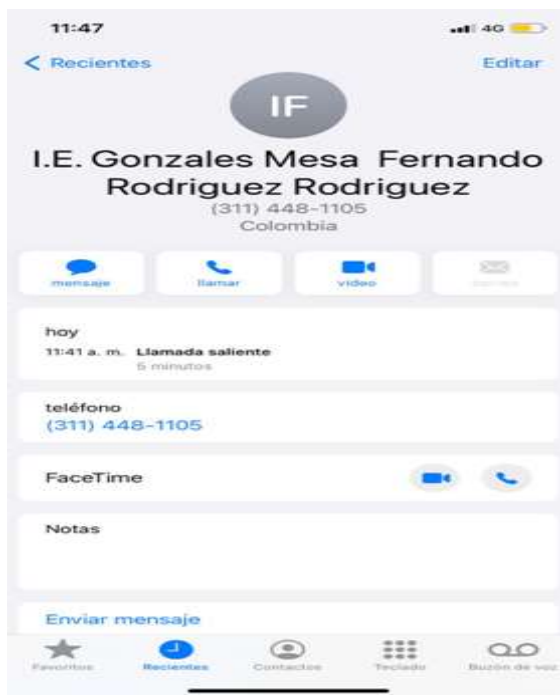 11:47
4G
Recientes
Editar
IF
I.E. Gonzales Mesa Fernando
Rodriguez Rodriguez
(311) 448-1105
Colombia
mensaje
llamar
video
correo
hoy
11:41 a. m. Llamada saliente
5 minutos
teléfono
(311) 448-1105
FaceTime
Notas
Enviar mensaje
Favoritos
Recientes
Contactos
Teclado
Buzón de voz